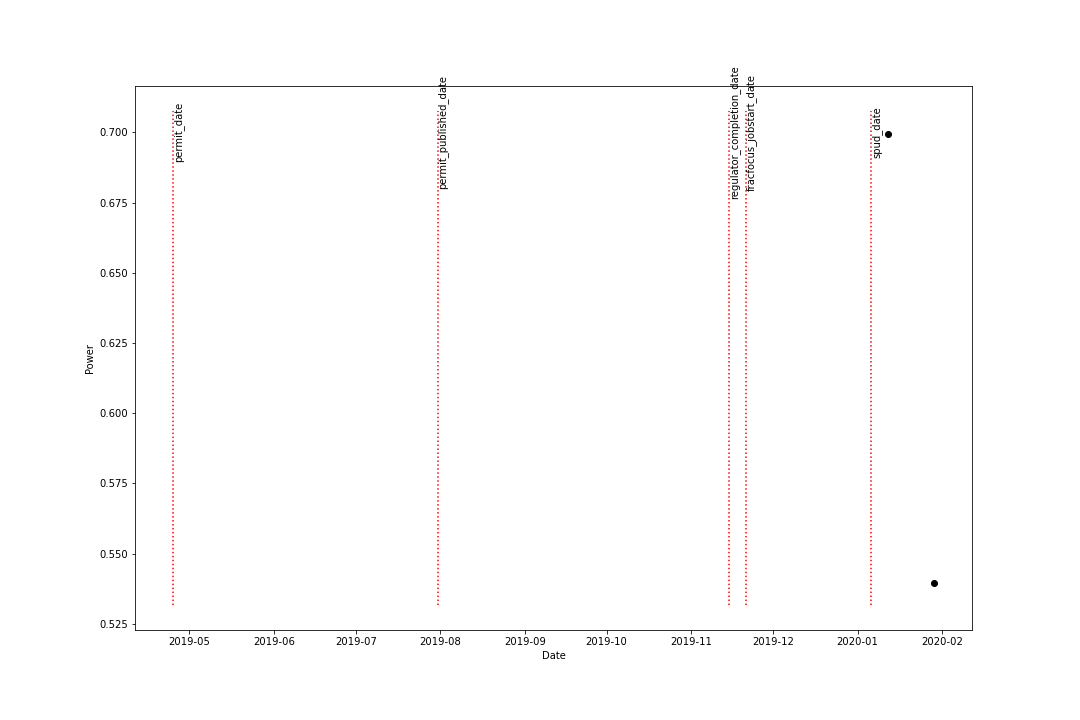 permit_date
permit_published_date
regulator_completion_date
fracfocus_jobstart_date
spud_date
0.700
0.675
0.650
0.625
0.600
0.575
0.550
0.525
Power
2019-05 2019-06 2019-07 2019-08 2019-09 2019-10 2019-11 2019-12 2020-01 2020-02
Date